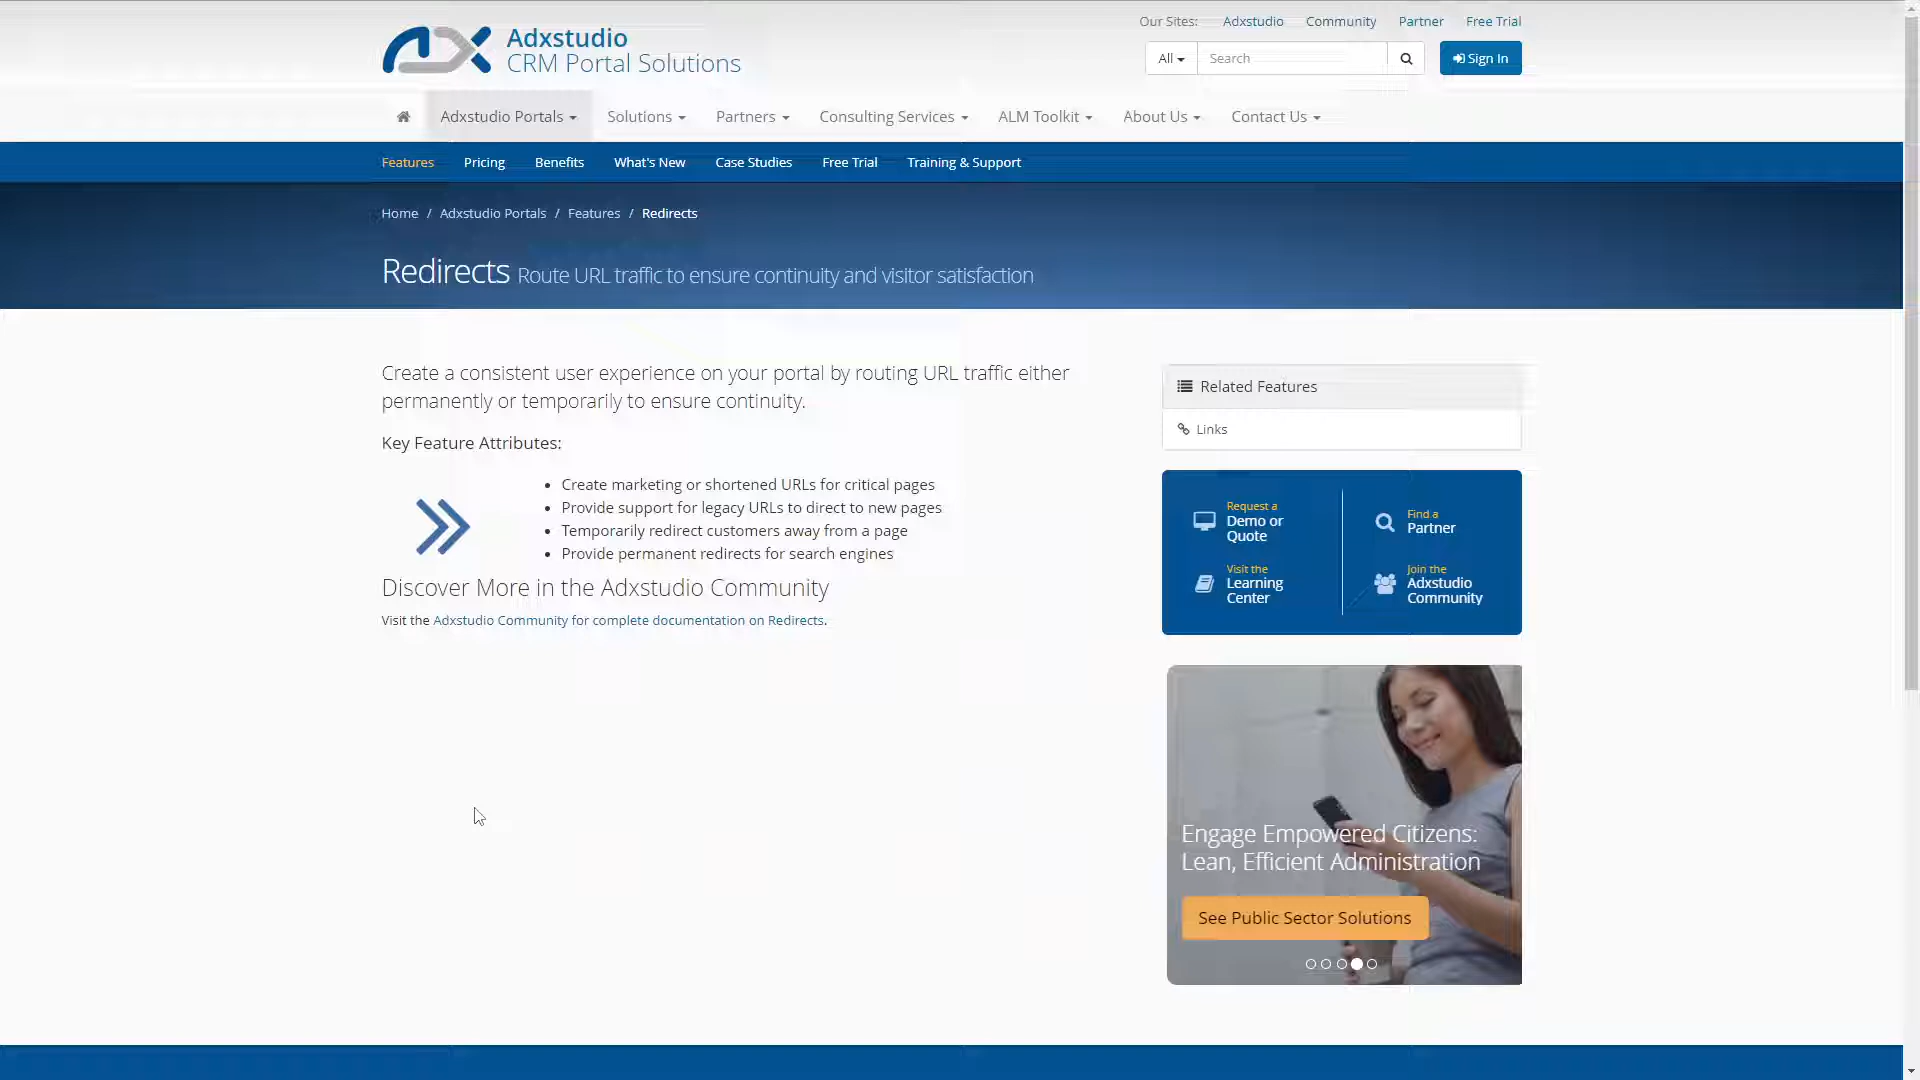 Our Sites: Adxstudio Community Partner Free Trial
Adxstudio
CRM Portal Solutions
All Search Sign In
Adxstudio Portals Solutions Partners Consulting Services ALM Toolkit About Us Contact Us
Features Pricing Benefits What's New Case Studies Free Trial Training & Support
Home / Adxstudio Portals / Features / Redirects
Redirects Route URL traffic to ensure continuity and visitor satisfaction
Create a consistent user experience on your portal by routing URL traffic either
permanently or temporarily to ensure continuity.
Key Feature Attributes:
• Create marketing or shortened URLs for critical pages
• Provide support for legacy URLs to direct to new pages
• Temporarily redirect customers away from a page
• Provide permanent redirects for search engines
Discover More in the Adxstudio Community
Visit the Adxstudio Community for complete documentation on Redirects.
Related Features
Links
Request a
Demo or
Quote
Find a
Partner
Visit the
Learning
Center
Join the
Adxstudio
Community
Engage Empowered Citizens:
Lean, Efficient Administration
See Public Sector Solutions